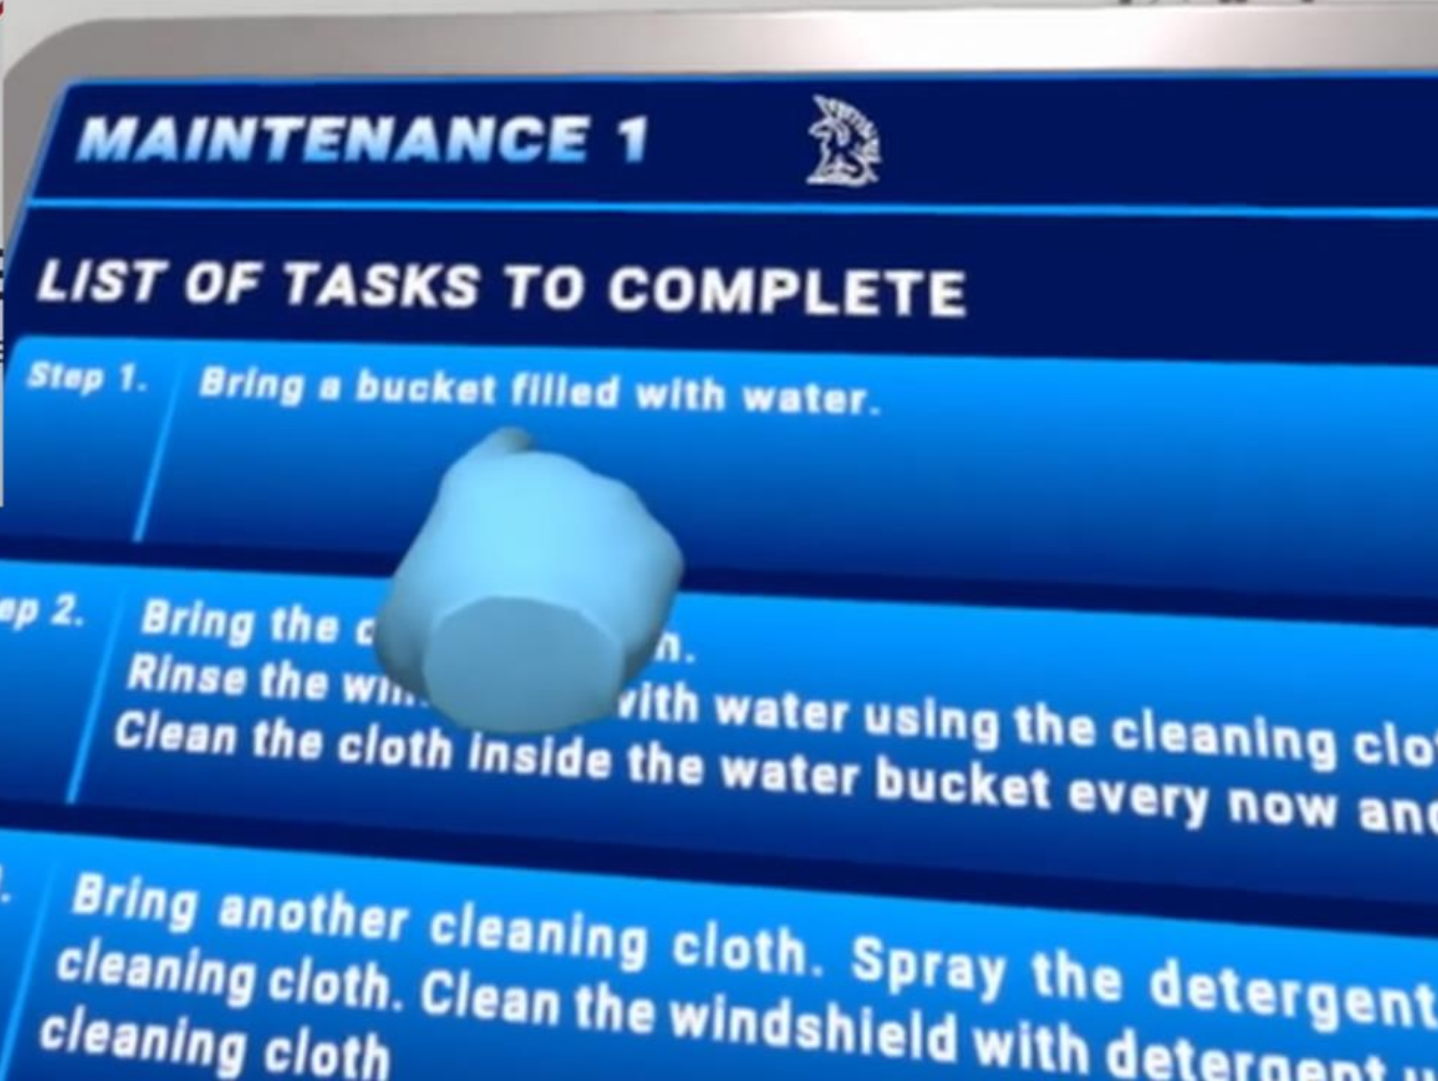 MAINTENANCE 1
LIST OF TASKS TO COMPLETE
Step 1.
Bring a bucket filled with water.
2.
Bring the
Rinse the with water using the cleaning
Clean the cloth inside the water bucket every now
Bring another cleaning cloth. Spray the detergent
cleaning cloth. Clean the windshield with detergent
cleaning cloth